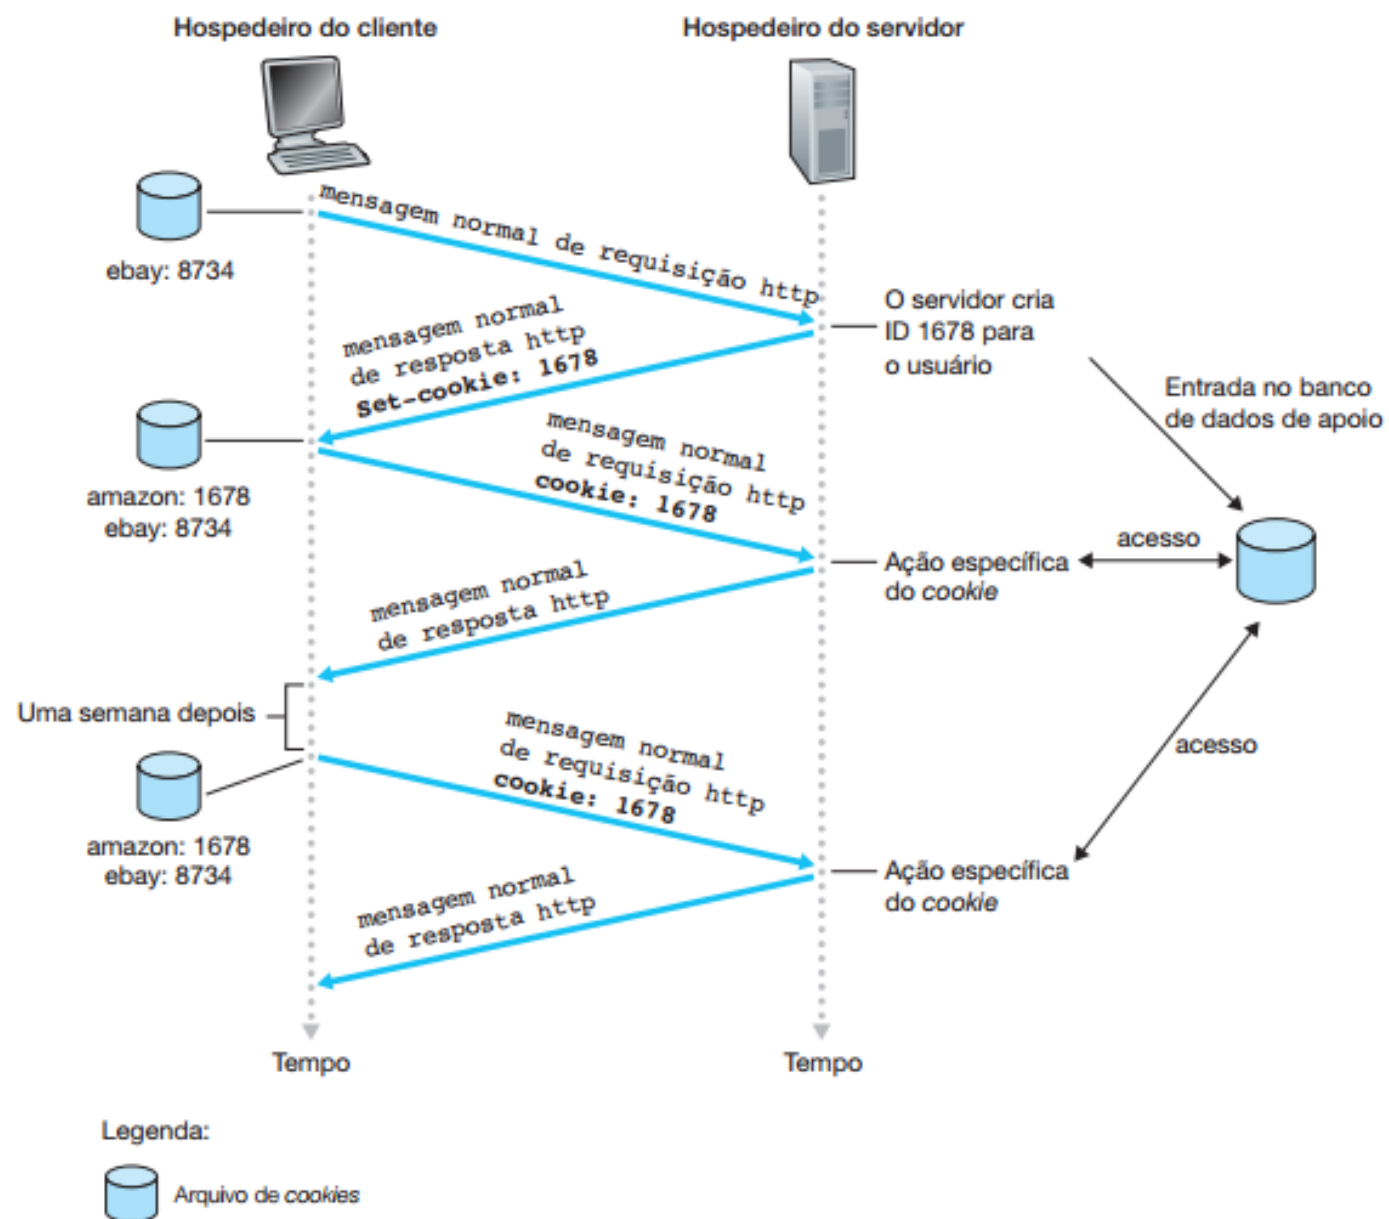 Hospedeiro do cliente
Hospedeiro do servidor
mensagem normal de requisição http
ebay: 8734
O servidor cria
ID 1678 para
o usuário
mensagem normal
de resposta http
Set-cookie: 1678
Entrada no banco
de dados de apoio
amazon: 1678
ebay: 8734
mensagem normal
de requisição http
cookie: 1678
acesso
Ação específica
do cookie
mensagem normal
de resposta http
Uma semana depois
mensagem normal
de requisição http
cookie: 1678
acesso
amazon: 1678
ebay: 8734
Ação específica
do cookie
mensagem normal
de resposta http
Tempo
Tempo
Legenda:
Arquivo de cookies